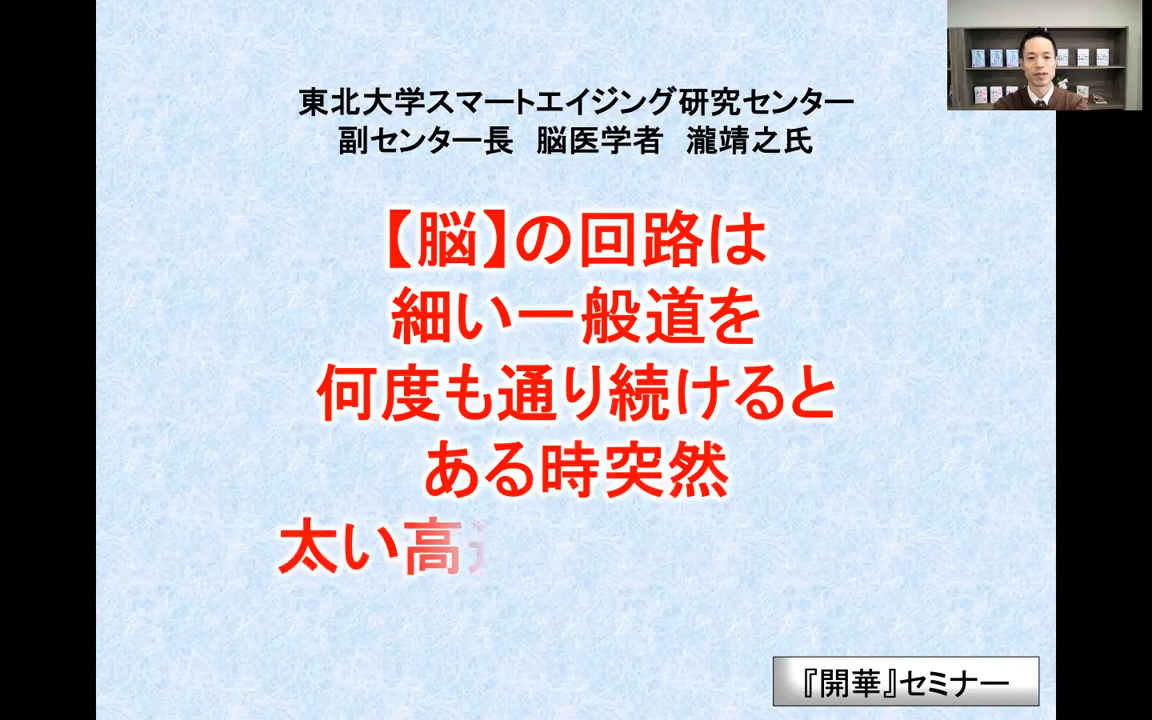 東北大学スマートエイジング研究センター
副センター長　脳医学者　瀧靖之氏
【脳】の回路は
細い一般道を
何度も通り続けると
ある時突然
太い高
『開華』セミナー